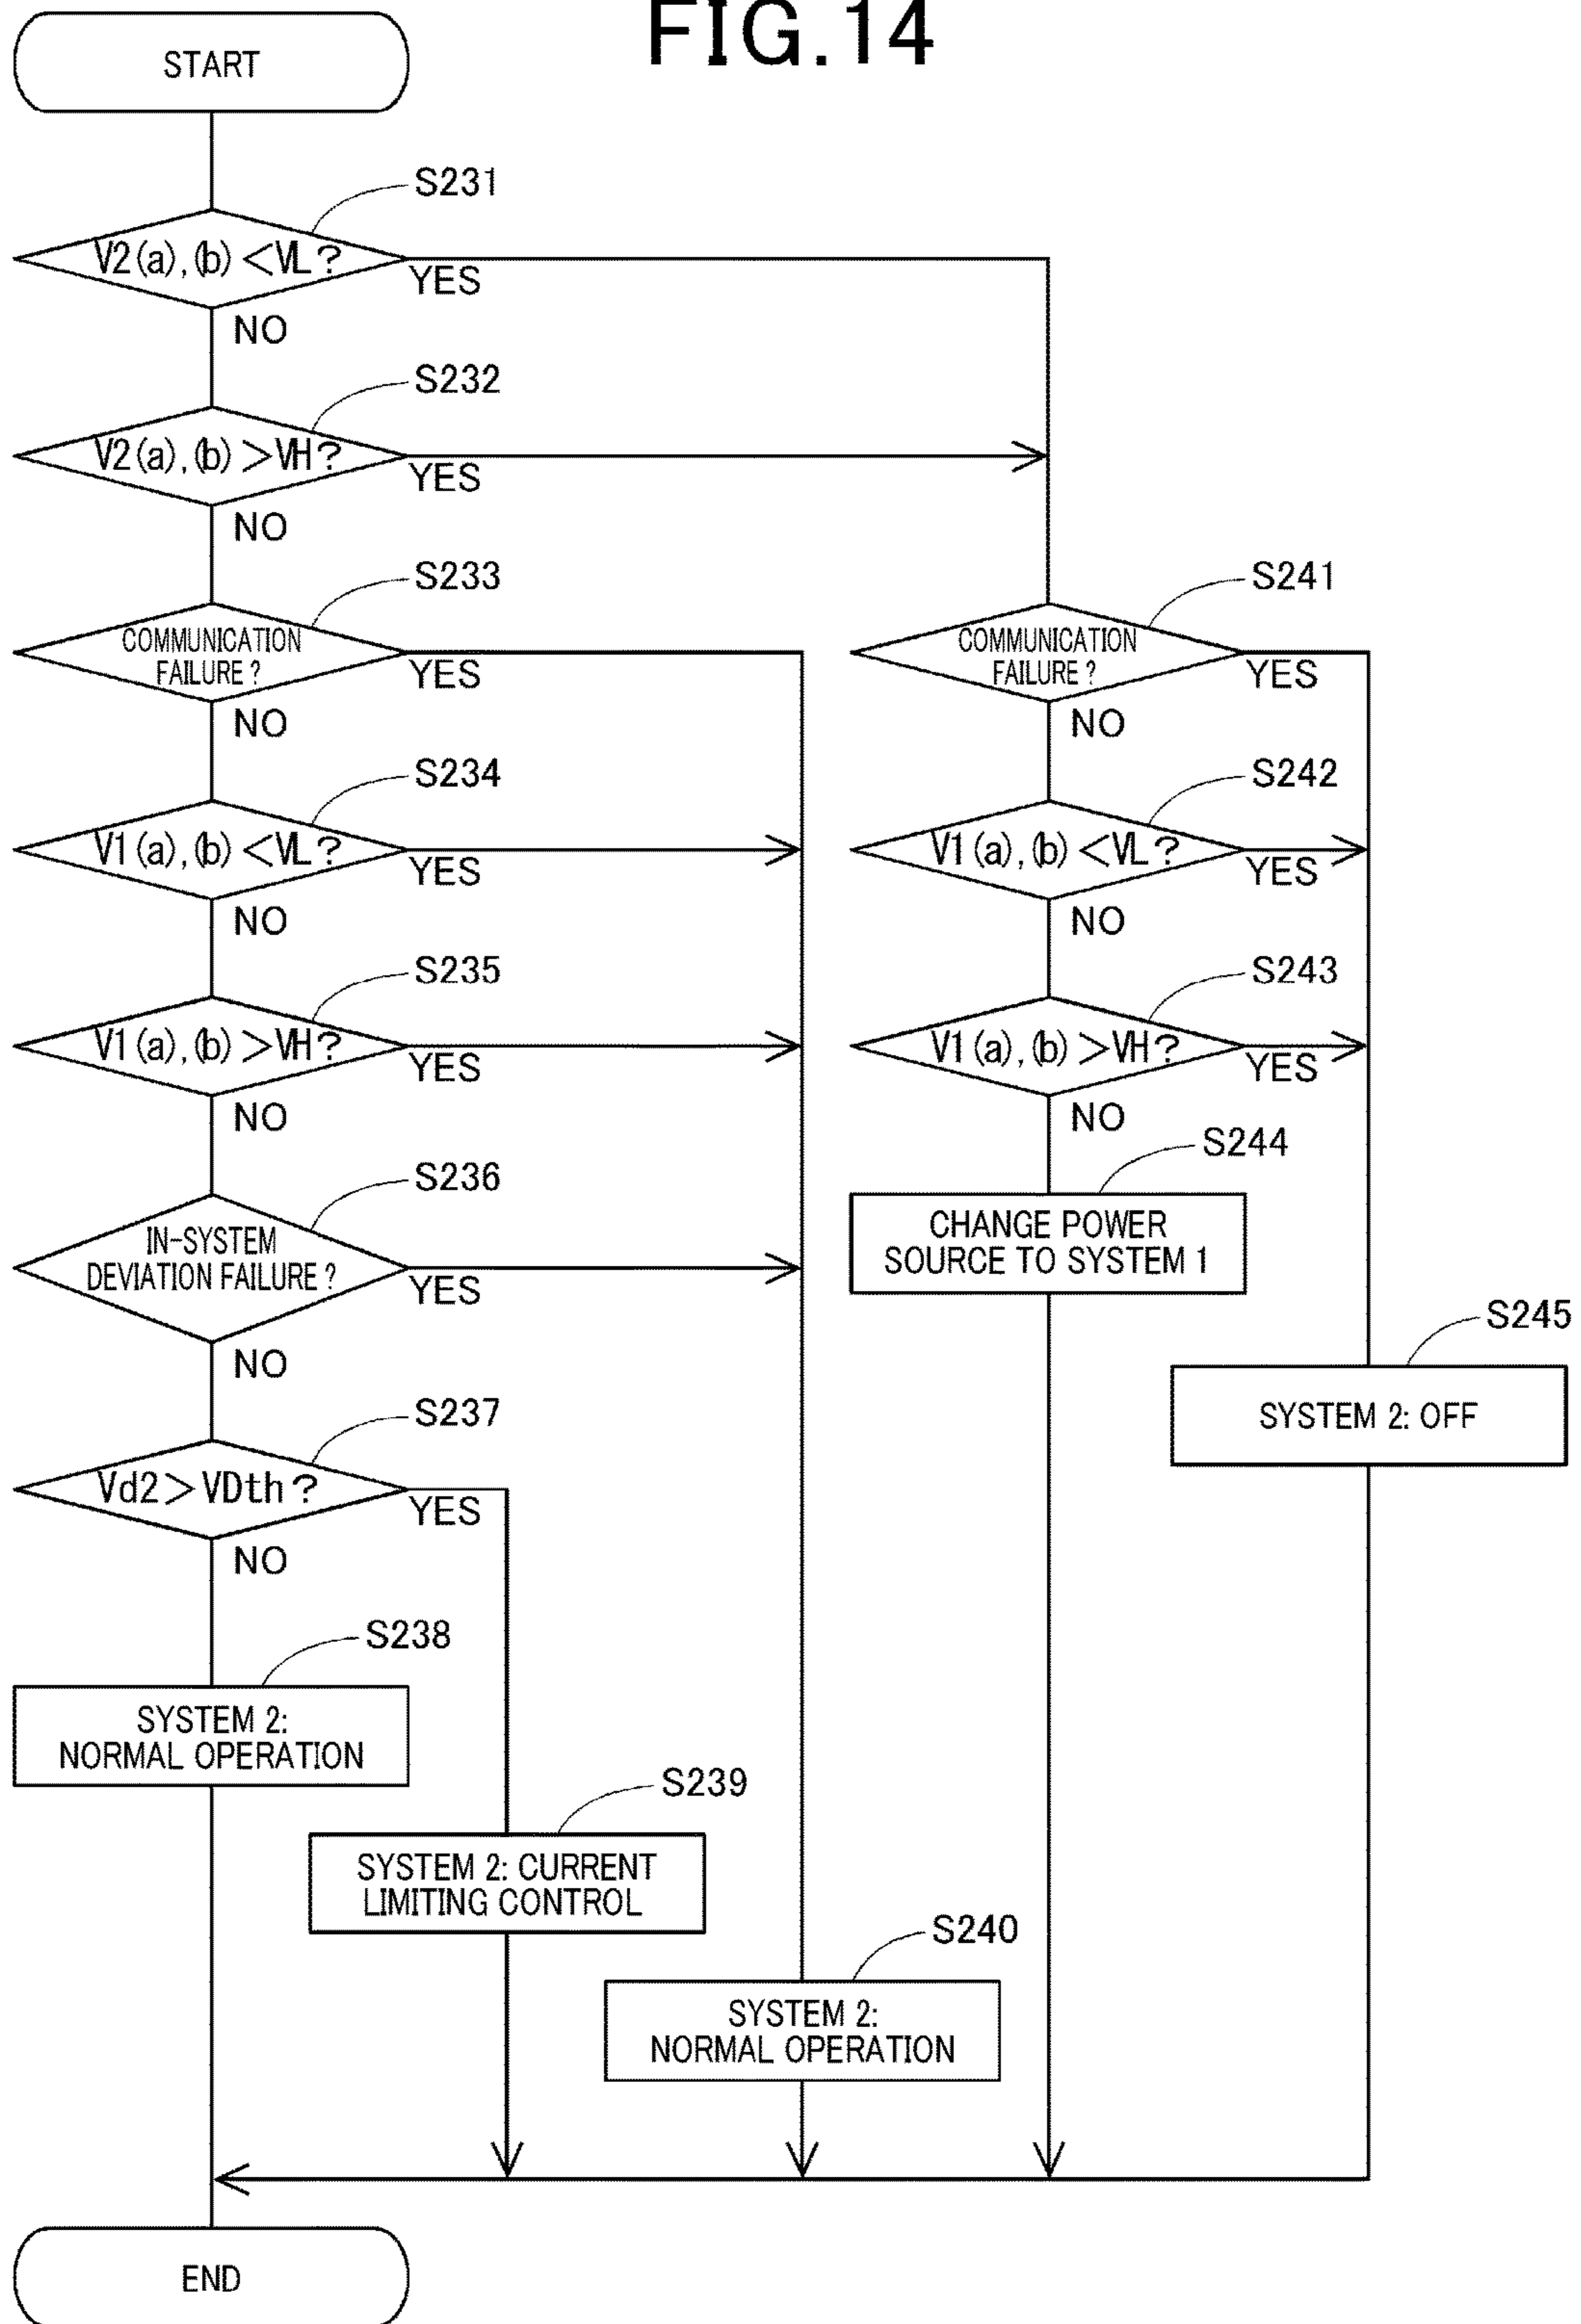 FIG.14
START
S231
V2(a),(b)<VL?
YES
NO
S232
V2(a),(b)>VH?
YES
NO
S233
COMMUNICATION
FAILURE?
YES
NO
S234
V1(a),(b)<VL?
YES
NO
S235
V1(a),(b)>VH?
YES
NO
S236
IN-SYSTEM
DEVIATION FAILURE?
YES
NO
S237
Vd2>VDth?
YES
NO
S238
SYSTEM 2:
NORMAL OPERATION
S239
SYSTEM 2: CURRENT
LIMITING CONTROL
S240
SYSTEM 2:
NORMAL OPERATION
S241
COMMUNICATION
FAILURE?
YES
NO
S242
V1(a),(b)<VL?
YES
NO
S243
V1(a),(b)>VH?
YES
NO
S244
CHANGE POWER
SOURCE TO SYSTEM 1
S245
SYSTEM 2: OFF
END